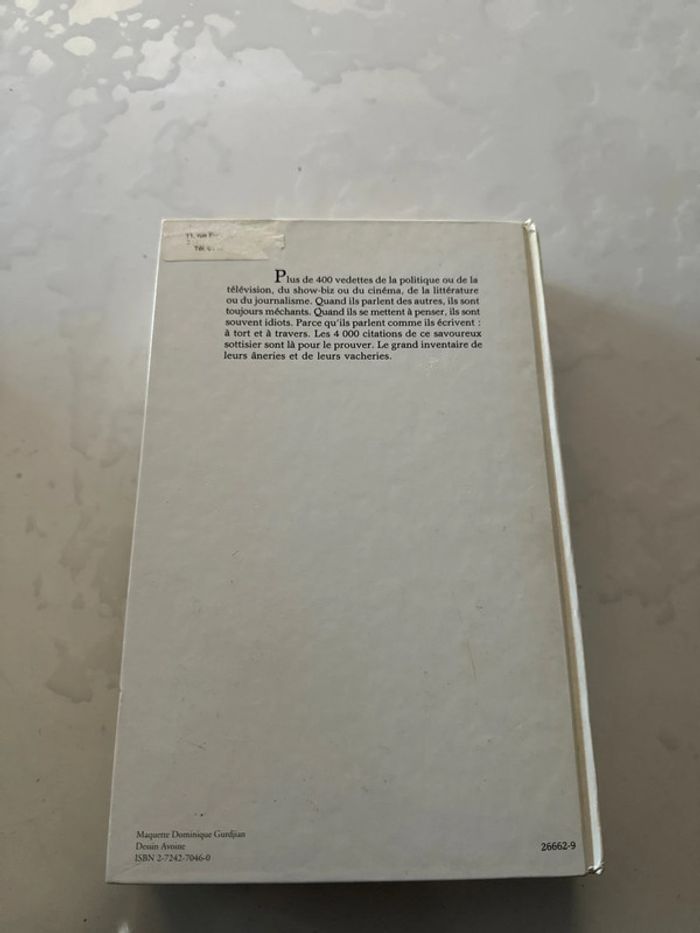 11, rue
Tél.
Plus de 400 vedettes de la politique ou de la
télévision, du show-biz ou du cinéma, de la littérature
ou du journalisme. Quand ils parlent des autres, ils sont
toujours méchants. Quand ils se mettent à penser, ils sont
souvent idiots. Parce qu'ils parlent comme ils écrivent :
à tort et à travers. Les 4 000 citations de ce savoureux
sottisier sont là pour le prouver. Le grand inventaire de
leurs âneries et de leurs vacheries.
Maquette Dominique Gurdjian
Dessin Avoine
ISBN 2-7242-7046-0
26662-9